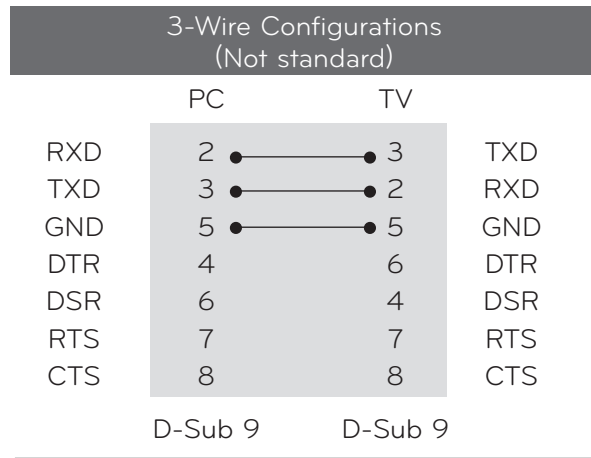 3-Wire Configurations
(Not standard)
PC TV
RXD 2 3 TXD
TXD 3 2 RXD
GND 5 5 GND
DTR 4 6 DTR
DSR 6 4 DSR
RTS 7 7 RTS
CTS 8 8 CTS
D-Sub 9 D-Sub 9